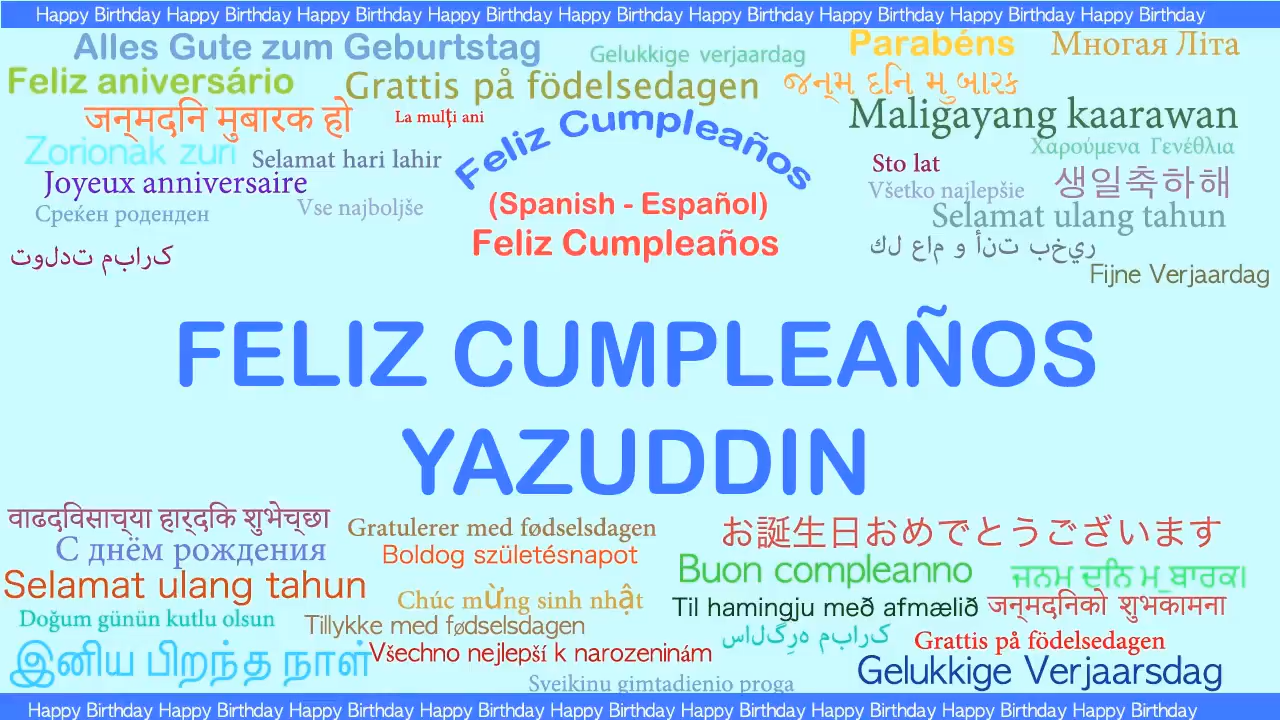 Happy Birthday Happy Birthday Happy Birthday Happy Birthday Happy Birthday Happy Birthday Happy Birthday Happy Birthday Happy Birthday
Alles Gute zum Geburtstag
Gelukkige verjaardag
Parabéns
Многая Літа
Feliz aniversário
Grattis på födelsedagen
જન્મ દિન મુબારક
जन्मदिन मुबारक हो
La mulţi ani
Feliz Cumpleaños
Maligayang kaarawan
Zorionak zuri
Selamat hari lahir
Χαρούμενα Γενέθλια
Sto lat
Joyeux anniversaire
(Spanish - Español)
Všetko najlepšie
생일축하해
Среќен роденден
Vse najboljše
Selamat ulang tahun
Feliz Cumpleaños
تولدت مبارک
كل عام و أنت بخير
Fijne Verjaardag
FELIZ CUMPLEAÑOS
YAZUDDIN
वाढदिवसाच्या हार्दिक शुभेच्छा
Gratulerer med fødselsdagen
お誕生日おめでとうございます
С днём рождения
Boldog születésnapot
Buon compleanno
ਜਨਮ ਦਿਨ ਮੁਬਾਰਕ।
Selamat ulang tahun
Chúc mừng sinh nhật
Til hamingju með afmælið
जन्मदिनको शुभकामना
Doğum günün kutlu olsun
Tillykke med fødselsdagen
سالگرہ مبارک
Grattis på födelsedagen
இனிய பிறந்த நாள்
Všechno nejlepší k narozeninám
Gelukkige Verjaarsdag
Sveikinu gimtadienio proga
Happy Birthday Happy Birthday Happy Birthday Happy Birthday Happy Birthday Happy Birthday Happy Birthday Happy Birthday Happy Birthday